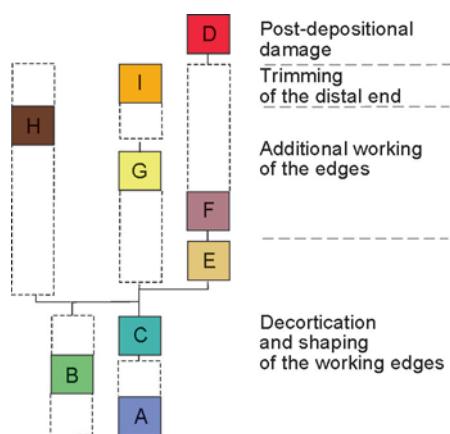 D
Post-depositional
damage
I
Trimming
of the distal end
H
G
Additional working
of the edges
F
E
C
Decortication
and shaping
of the working edges
B
A